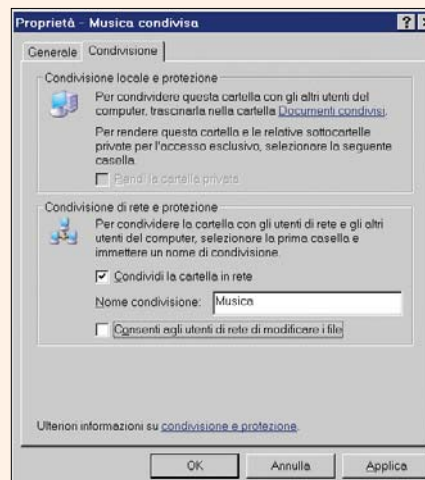 Proprietà - Musica condivisa
Generale
Condivisione
Condivisione locale e protezione
Per condividere questa cartella con gli altri utenti del
computer, trascinarla nella cartella Documenti condivisi.
Per rendere questa cartella e le relative sottocartelle
private per l'accesso esclusivo, selezionare la seguente
casella.
Rendi la cartella privata
Condivisione di rete e protezione
Per condividere la cartella con gli utenti di rete e gli altri
utenti del computer, selezionare la prima casella e
immettere un nome di condivisione.
Condividi la cartella in rete
Nome condivisione: Musica
Consenti agli utenti di rete di modificare i file
Ulteriori informazioni su condivisione e protezione.
OK
Annulla
Applica